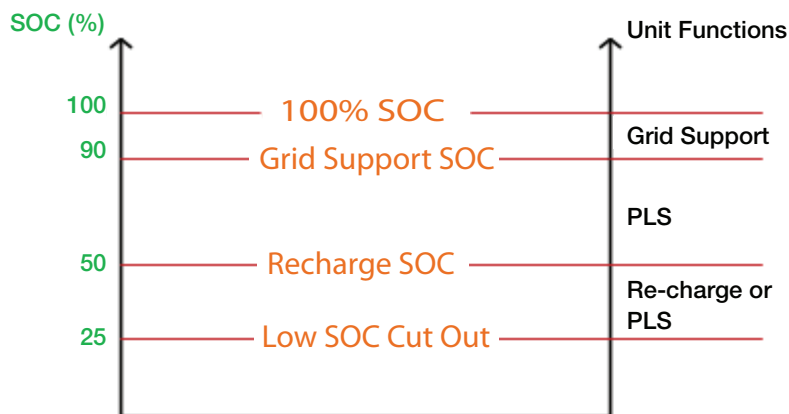 SOC (%)
Unit Functions
100
100% SOC
Grid Support
90
Grid Support SOC
PLS
50
Recharge SOC
Re-charge or
PLS
25
Low SOC Cut Out